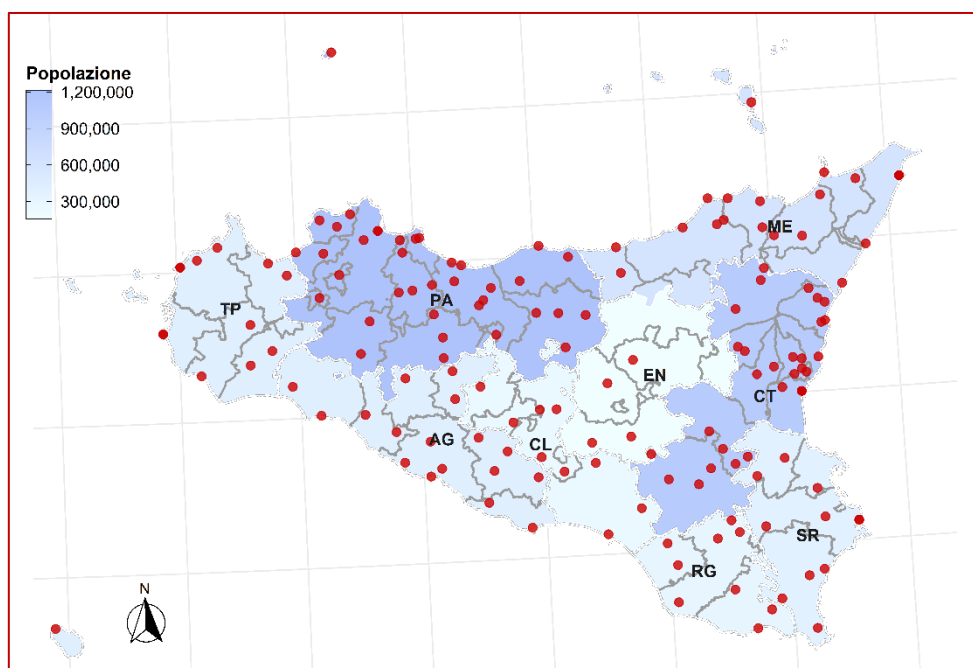 Popolazione
1,200,000
900,000
600,000
300,000
ME
PA
TP
EN
CT
AG
CL
SR
RG
N